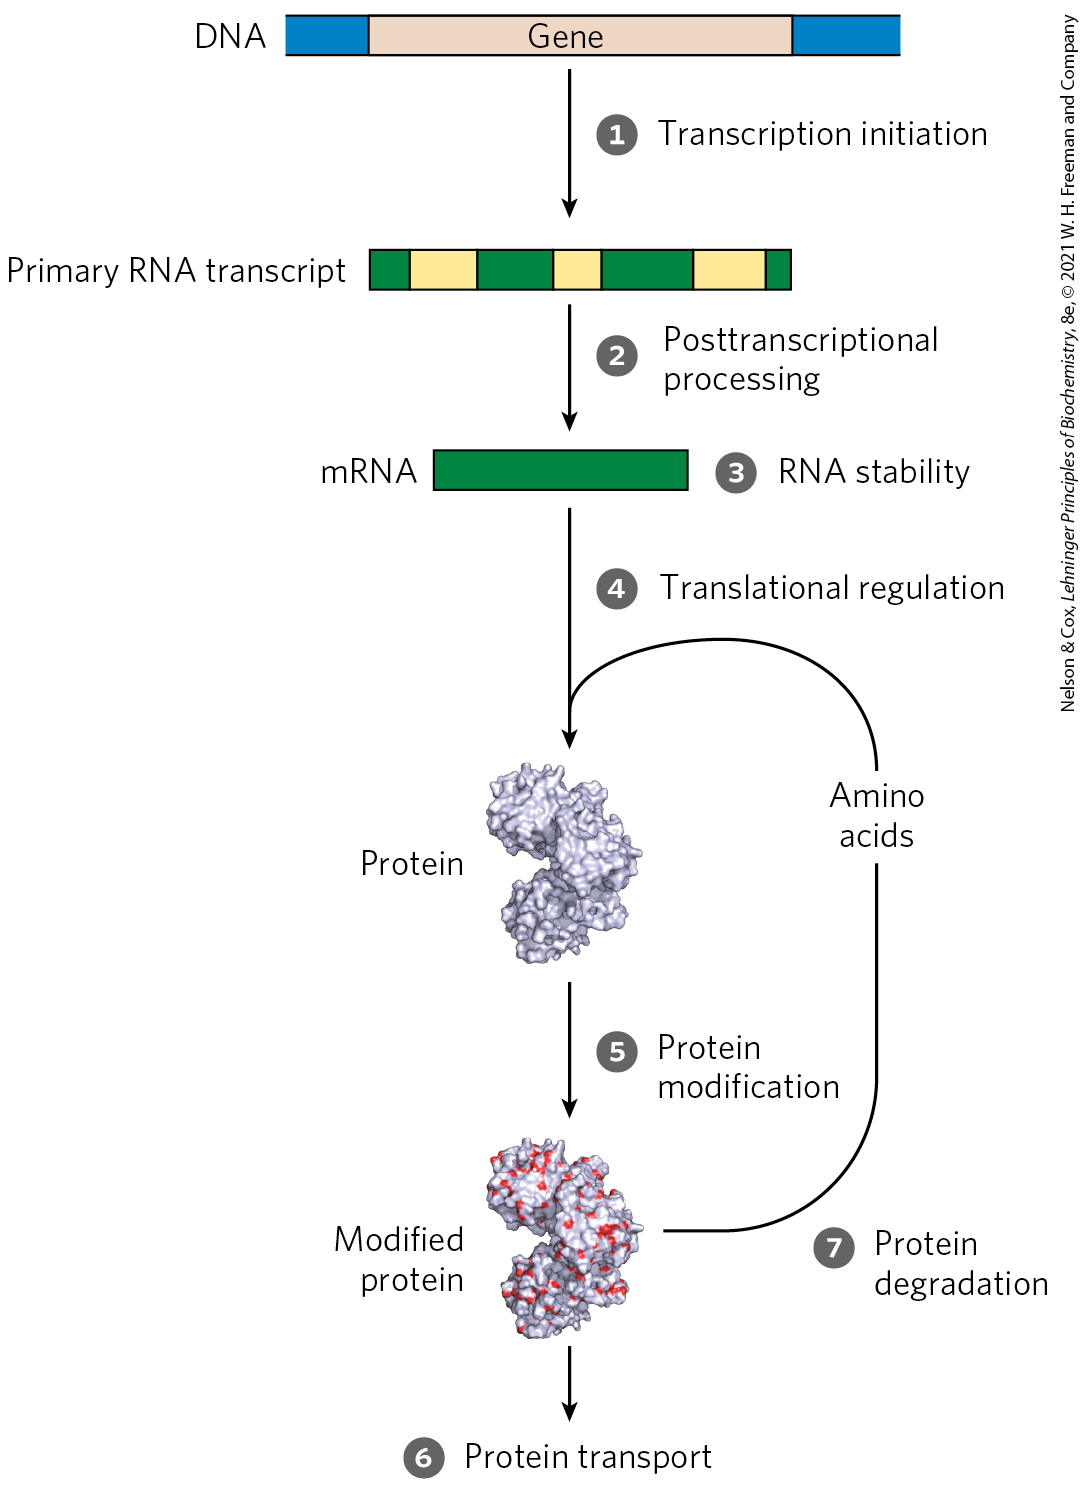 DNA
Gene
1 Transcription initiation
Primary RNA transcript
2 Posttranscriptional
processing
mRNA
3 RNA stability
4 Translational regulation
Amino
acids
Protein
5 Protein
modification
Modified
protein
7 Protein
degradation
6 Protein transport
Nelson & Cox, Lehninger Principles of Biochemistry, 8e, © 2021 W. H. Freeman and Company